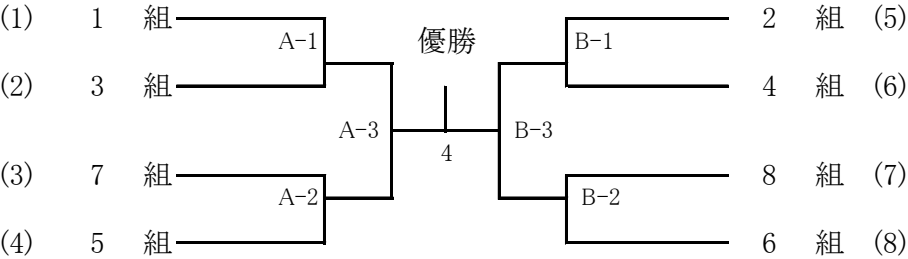 (1) 1 組 2 組 (5)
A-1 優勝 B-1
(2) 3 組 4 組 (6)
A-3 B-3
4
(3) 7 組 8 組 (7)
A-2 B-2
(4) 5 組 6 組 (8)